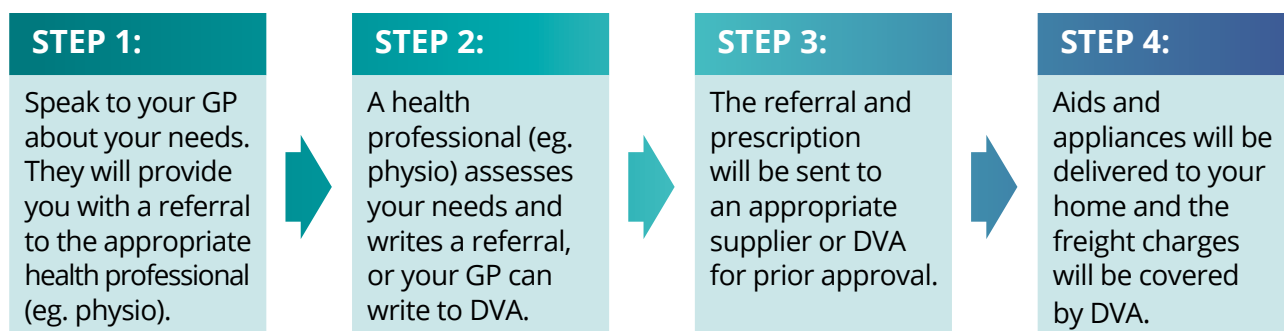 STEP 1:
Speak to your GP
about your needs.
They will provide
you with a referral
to the appropriate
health professional
(eg. physio).
STEP 2:
A health
professional (eg.
physio) assesses
your needs and
writes a referral,
or your GP can
write to DVA.
STEP 3:
The referral and
prescription
will be sent to
an appropriate
supplier or DVA
for prior approval.
STEP 4:
Aids and
appliances will be
delivered to your
home and the
freight charges
will be covered
by DVA.